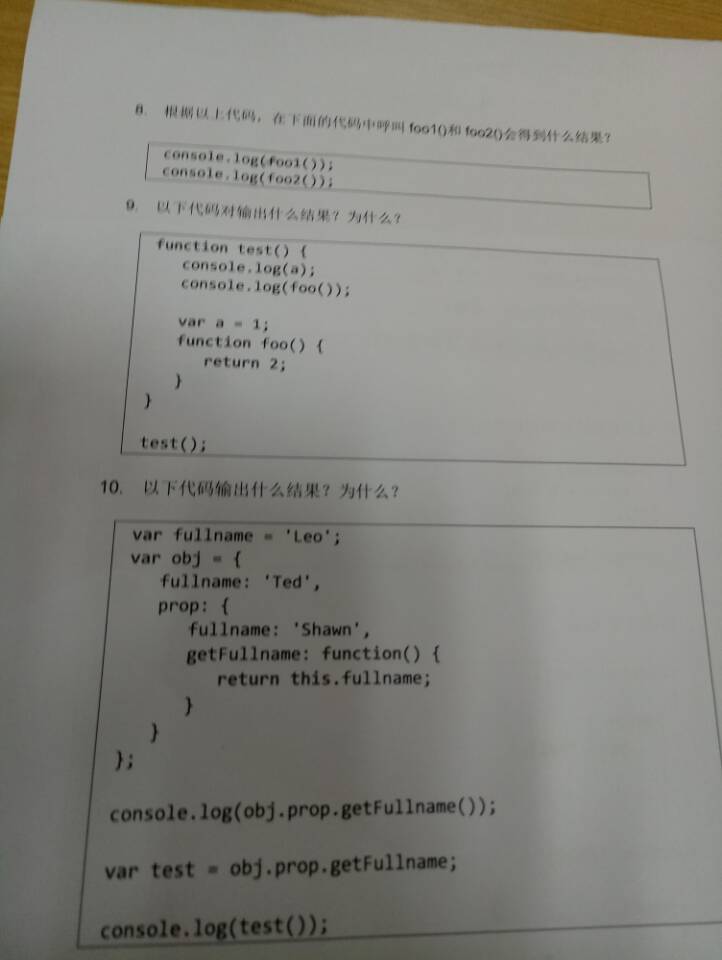 8. 根据以上代码，在下面的代码中呼叫 foo1()和 foo2()会得到什么结果？
console.log(foo1());
console.log(foo2());
9. 以下代码对输出什么结果？为什么？
function test() {
console.log(a);
console.log(foo());
var a = 1;
function foo() {
return 2;
}
}
test();
10. 以下代码输出什么结果？为什么？
var fullname = 'Leo';
var obj = {
fullname: 'Ted',
prop: {
fullname: 'Shawn',
getFullname: function() {
return this.fullname;
}
}
};
console.log(obj.prop.getFullname());
var test = obj.prop.getFullname;
console.log(test());